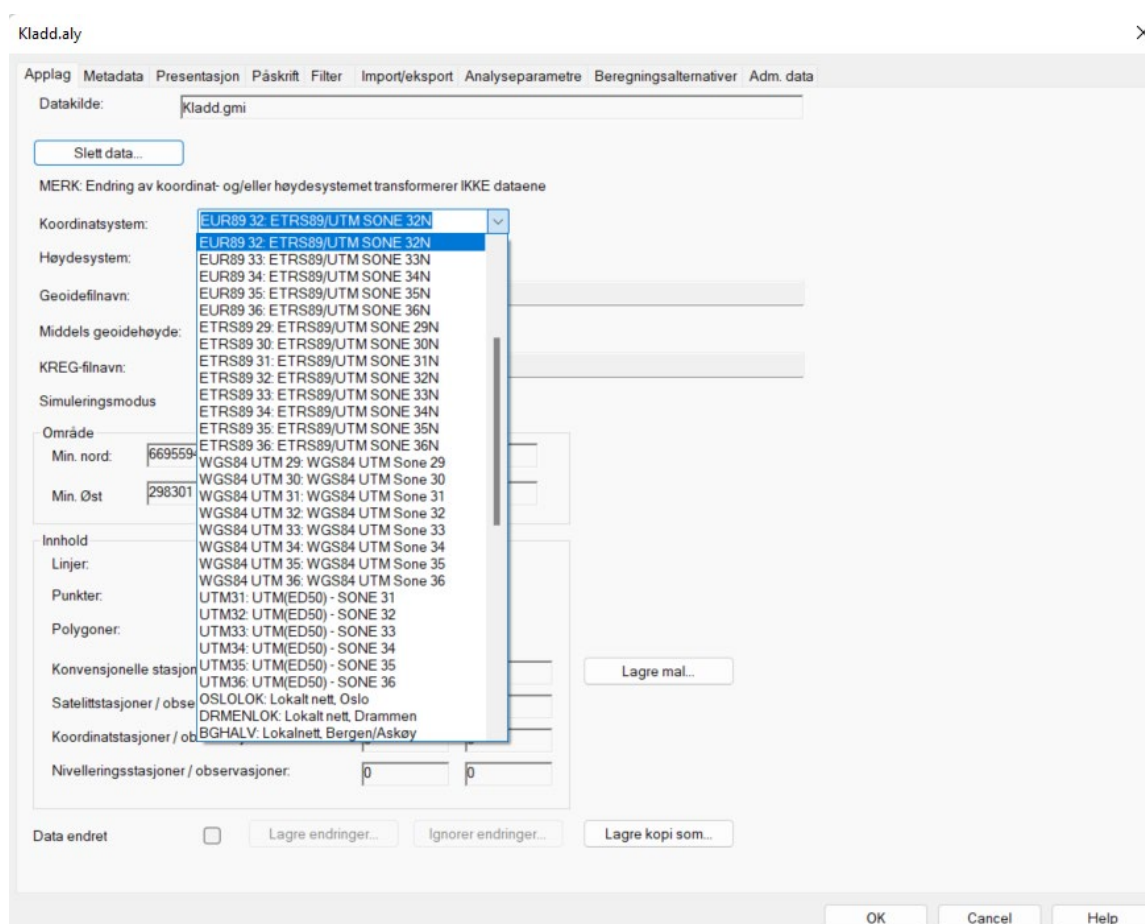 Kladd.aly
Applag Metadata Presentasjon Påskrift Filter Import/eksport Analyseparametre Beregningsalternativer Adm. data
Datakilde: Kladd.gmi
Slett data...
MERK: Endring av koordinat- og/eller høydesystemet transformerer IKKE dataene
Koordinatsystem: EUR89 32: ETRS89/UTM SONE 32N
EUR89 32: ETRS89/UTM SONE 32N
Høydesystem: EUR89 33: ETRS89/UTM SONE 33N
EUR89 34: ETRS89/UTM SONE 34N
Geoidefilnavn: EUR89 35: ETRS89/UTM SONE 35N
EUR89 36: ETRS89/UTM SONE 36N
Middels geoidehøyde: ETRS89 29: ETRS89/UTM SONE 29N
ETRS89 30: ETRS89/UTM SONE 30N
KREG-filnavn: ETRS89 31: ETRS89/UTM SONE 31N
ETRS89 32: ETRS89/UTM SONE 32N
Simuleringsmodus ETRS89 33: ETRS89/UTM SONE 33N
ETRS89 34: ETRS89/UTM SONE 34N
Område ETRS89 35: ETRS89/UTM SONE 35N
ETRS89 36: ETRS89/UTM SONE 36N
Min. nord: 669559 WGS84 UTM 29: WGS84 UTM Sone 29
WGS84 UTM 30: WGS84 UTM Sone 30
Min. Øst 298301 WGS84 UTM 31: WGS84 UTM Sone 31
WGS84 UTM 32: WGS84 UTM Sone 32
WGS84 UTM 33: WGS84 UTM Sone 33
Innhold WGS84 UTM 34: WGS84 UTM Sone 34
Linjer: WGS84 UTM 35: WGS84 UTM Sone 35
WGS84 UTM 36: WGS84 UTM Sone 36
Punkter: UTM31: UTM(ED50) - SONE 31
UTM32: UTM(ED50) - SONE 32
Polygoner: UTM33: UTM(ED50) - SONE 33
UTM34: UTM(ED50) - SONE 34
Konvensjonelle stasjon UTM35: UTM(ED50) - SONE 35 Lagre mal...
UTM36: UTM(ED50) - SONE 36
Satelittstasjoner / obse OSLOLOK: Lokalt nett, Oslo
DRMENLOK: Lokalt nett, Drammen
Koordinatstasjoner / ob BGHALV: Lokalnett, Bergen/Askøy
Nivelleringsstasjoner / observasjoner: 0 0
Data endret Lagre endringer... Ignorer endringer... Lagre kopi som...
OK Cancel Help